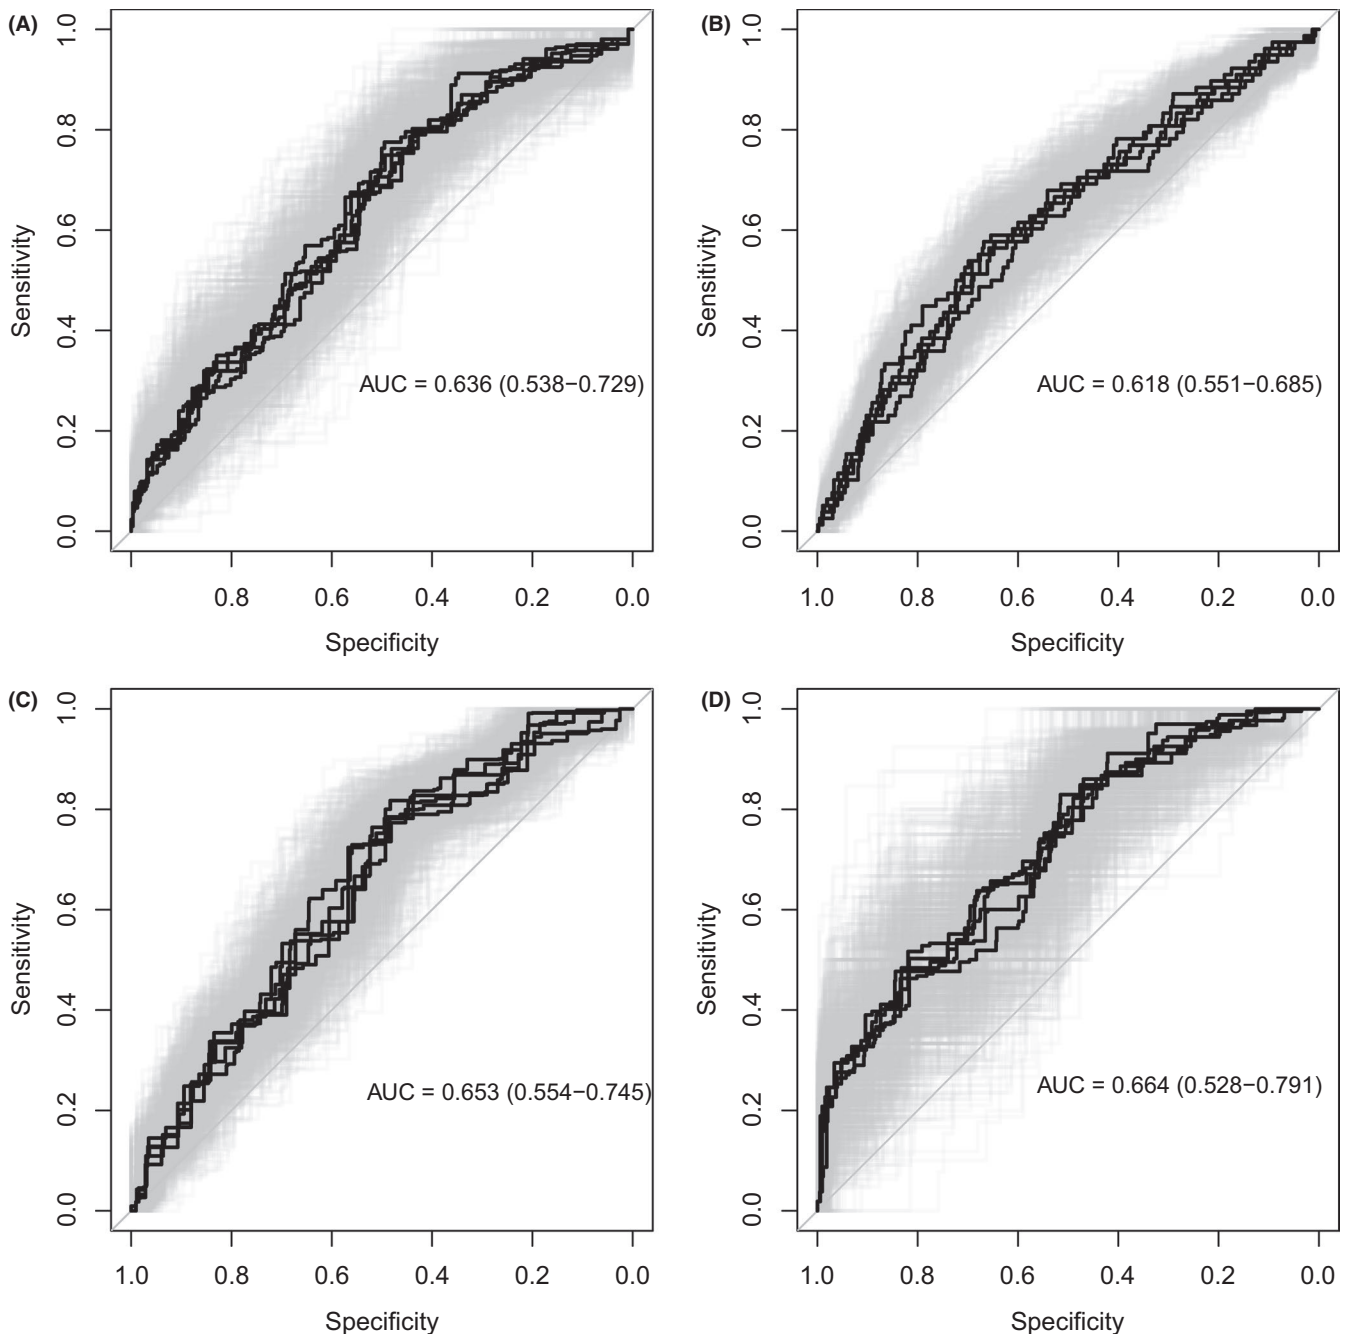 (A)
1.0
0.8
0.6
0.4
0.2
0.0
Sensitivity
AUC = 0.636 (0.538−0.729)
0.8 0.6 0.4 0.2 0.0
Specificity
(B)
1.0
0.8
0.6
0.4
0.2
0.0
Sensitivity
AUC = 0.618 (0.551−0.685)
1.0 0.8 0.6 0.4 0.2 0.0
Specificity
(C)
1.0
0.8
0.6
0.4
0.2
0.0
Sensitivity
AUC = 0.653 (0.554−0.745)
1.0 0.8 0.6 0.4 0.2 0.0
Specificity
(D)
1.0
0.8
0.6
0.4
0.2
0.0
Sensitivity
AUC = 0.664 (0.528−0.791)
1.0 0.8 0.6 0.4 0.2 0.0
Specificity